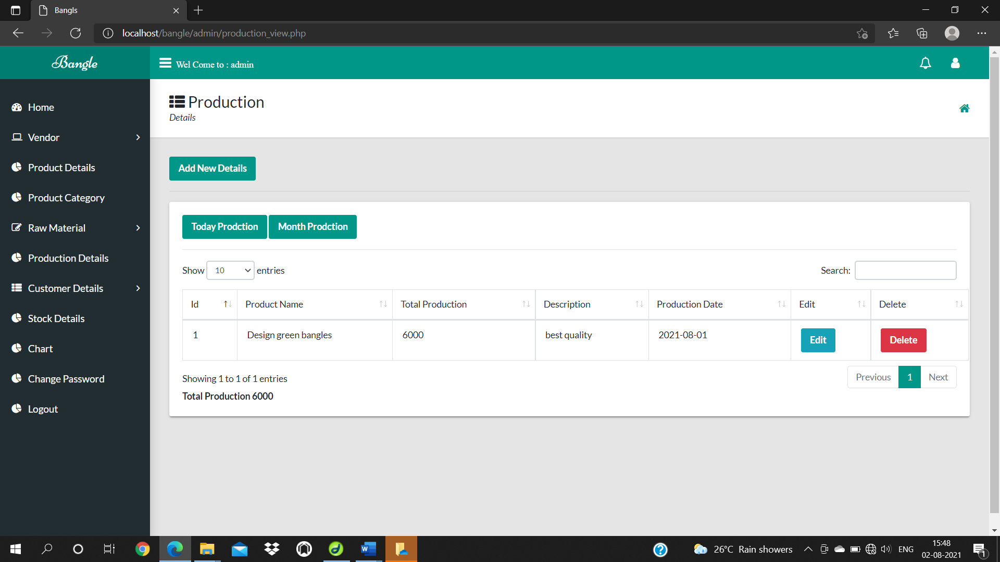 Bangls
localhost/bangle/admin/production_view.php
Bangle
Wel Come to : admin
Home
Vendor
Product Details
Product Category
Raw Material
Production Details
Customer Details
Stock Details
Chart
Change Password
Logout
Production
Details
Add New Details
Today Prodction Month Prodction
Show 10 entries Search:
Id Product Name Total Production Description Production Date Edit Delete
1 Design green bangles 6000 best quality 2021-08-01 Edit Delete
Showing 1 to 1 of 1 entries Previous 1 Next
Total Production 6000
26°C Rain showers ENG 15:48
02-08-2021
1